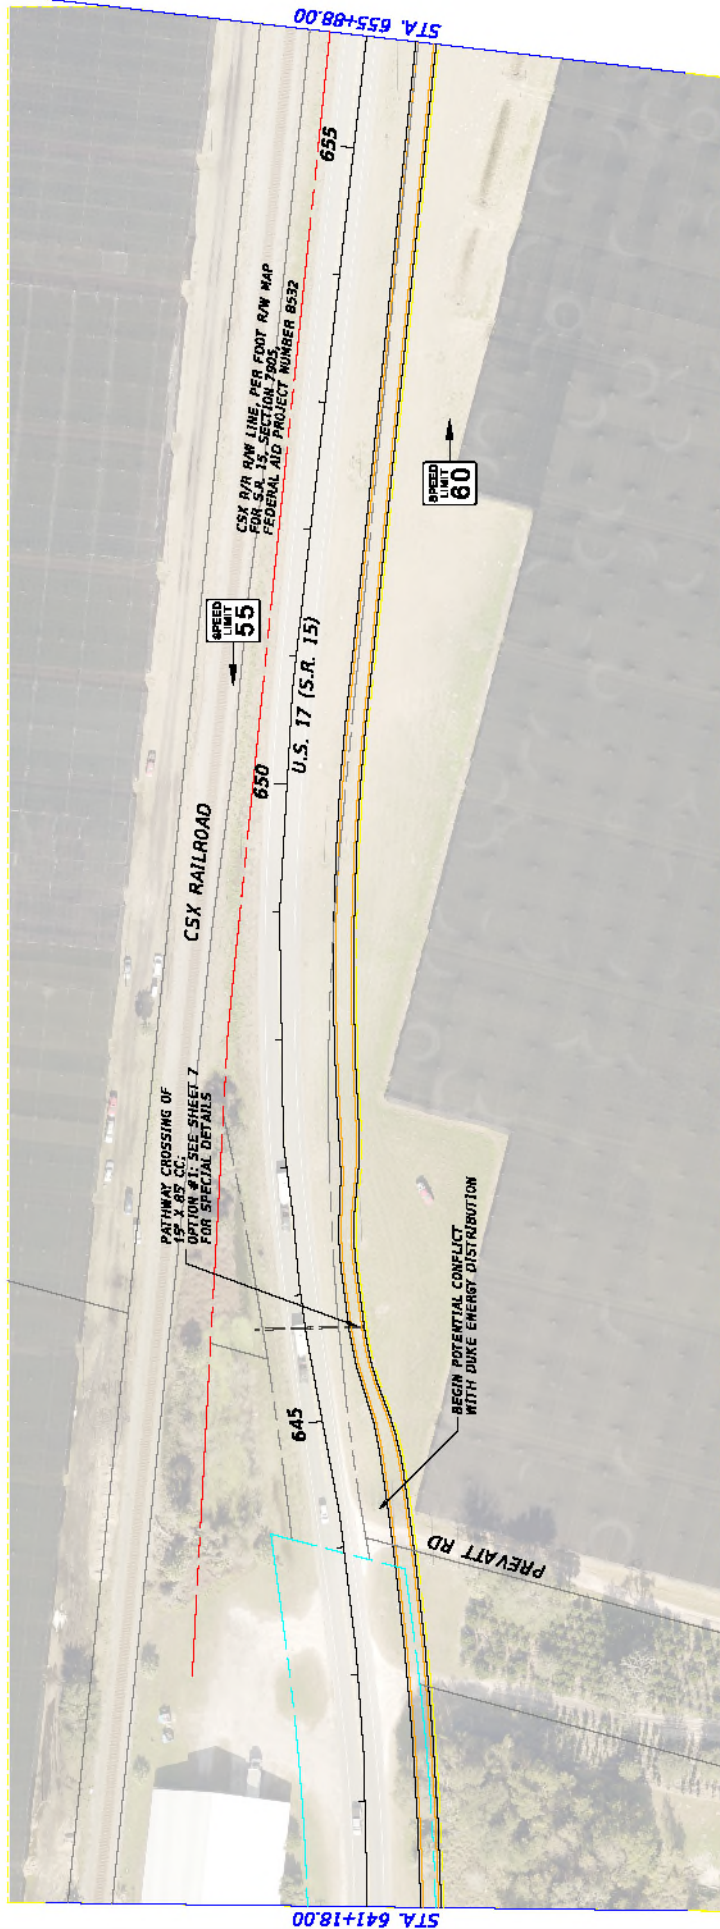 STA. 655+88.00
655
CSX R/R R/W LINE, PER FDOT R/W MAP
FOR S.R. 15, SECTION 7905,
FEDERAL AID PROJECT NUMBER 8532
SPEED
LIMIT
60
SPEED
LIMIT
55
U.S. 17 (S.R. 15)
650
CSX RAILROAD
PATHWAY CROSSING OF
15" X 85' CC:
OPTION #1: SEE SHEET 7
FOR SPECIAL DETAILS
BEGIN POTENTIAL CONFLICT
WITH DUKE ENERGY DISTRIBUTION
645
PREVATT RD
STA. 641+18.00